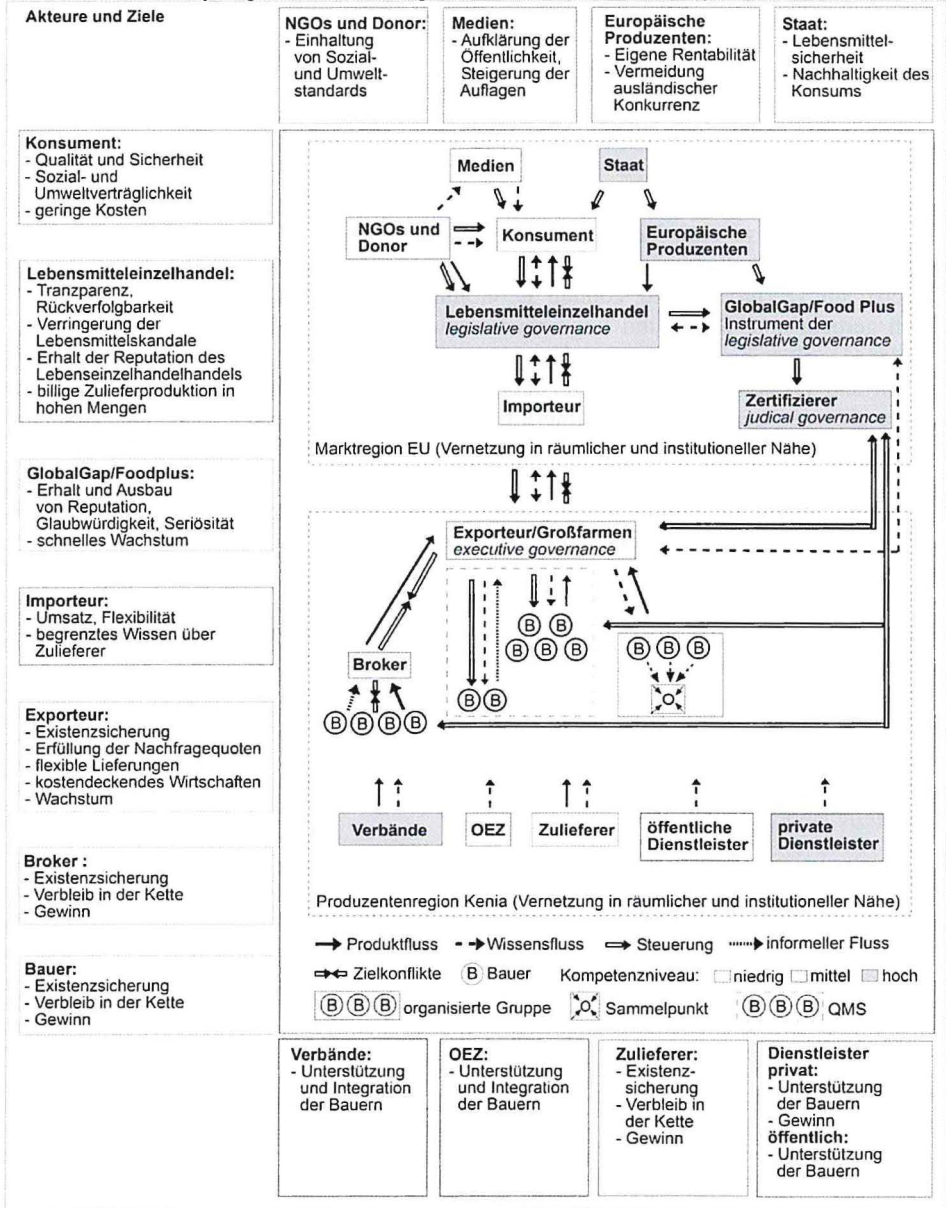 Akteure und Ziele
NGOs und Donor:
- Einhaltung
von Sozial-
und Umwelt-
standards
Medien:
- Aufklärung der
Öffentlichkeit,
Steigerung der
Auflagen
Europäische
Produzenten:
- Eigene Rentabilität
- Vermeidung
ausländischer
Konkurrenz
Staat:
- Lebensmittel-
sicherheit
- Nachhaltigkeit des
Konsums
Konsument:
- Qualität und Sicherheit
- Sozial- und
Umweltverträglichkeit
- geringe Kosten
Lebensmitteleinzelhandel:
- Tranzparenz,
Rückverfolgbarkeit
- Verringerung der
Lebensmittelskandale
- Erhalt der Reputation des
Lebenseinzelhandelhandels
- billige Zulieferproduktion in
hohen Mengen
GlobalGap/Foodplus:
- Erhalt und Ausbau
von Reputation,
Glaubwürdigkeit, Seriösität
- schnelles Wachstum
Importeur:
- Umsatz, Flexibilität
- begrenztes Wissen über
Zulieferer
Exporteur:
- Existenzsicherung
- Erfüllung der Nachfragequoten
- flexible Lieferungen
- kostendeckendes Wirtschaften
- Wachstum
Broker :
- Existenzsicherung
- Verbleib in der Kette
- Gewinn
Bauer:
- Existenzsicherung
- Verbleib in der Kette
- Gewinn
Medien
Staat
NGOs und
Donor
Konsument
Europäische
Produzenten
Lebensmitteleinzelhandel
legislative governance
GlobalGap/Food Plus
Instrument der
legislative governance
Importeur
Zertifizierer
judical governance
Marktregion EU (Vernetzung in räumlicher und institutioneller Nähe)
Exporteur/Großfarmen
executive governance
B B
B B B
B B B
Broker
O
B B
B B B B
Verbände
OEZ
Zulieferer
öffentliche
Dienstleister
private
Dienstleister
Produzentenregion Kenia (Vernetzung in räumlicher und institutioneller Nähe)
Produktfluss Wissensfluss Steuerung informeller Fluss
Zielkonflikte B Bauer Kompetenzniveau: niedrig mittel hoch
B B B organisierte Gruppe O Sammelpunkt B B B QMS
Verbände:
- Unterstützung
und Integration
der Bauern
OEZ:
- Unterstützung
und Integration
der Bauern
Zulieferer:
- Existenz-
sicherung
- Verbleib in
der Kette
- Gewinn
Dienstleister
privat:
- Unterstützung
der Bauern
- Gewinn
öffentlich:
- Unterstützung
der Bauern